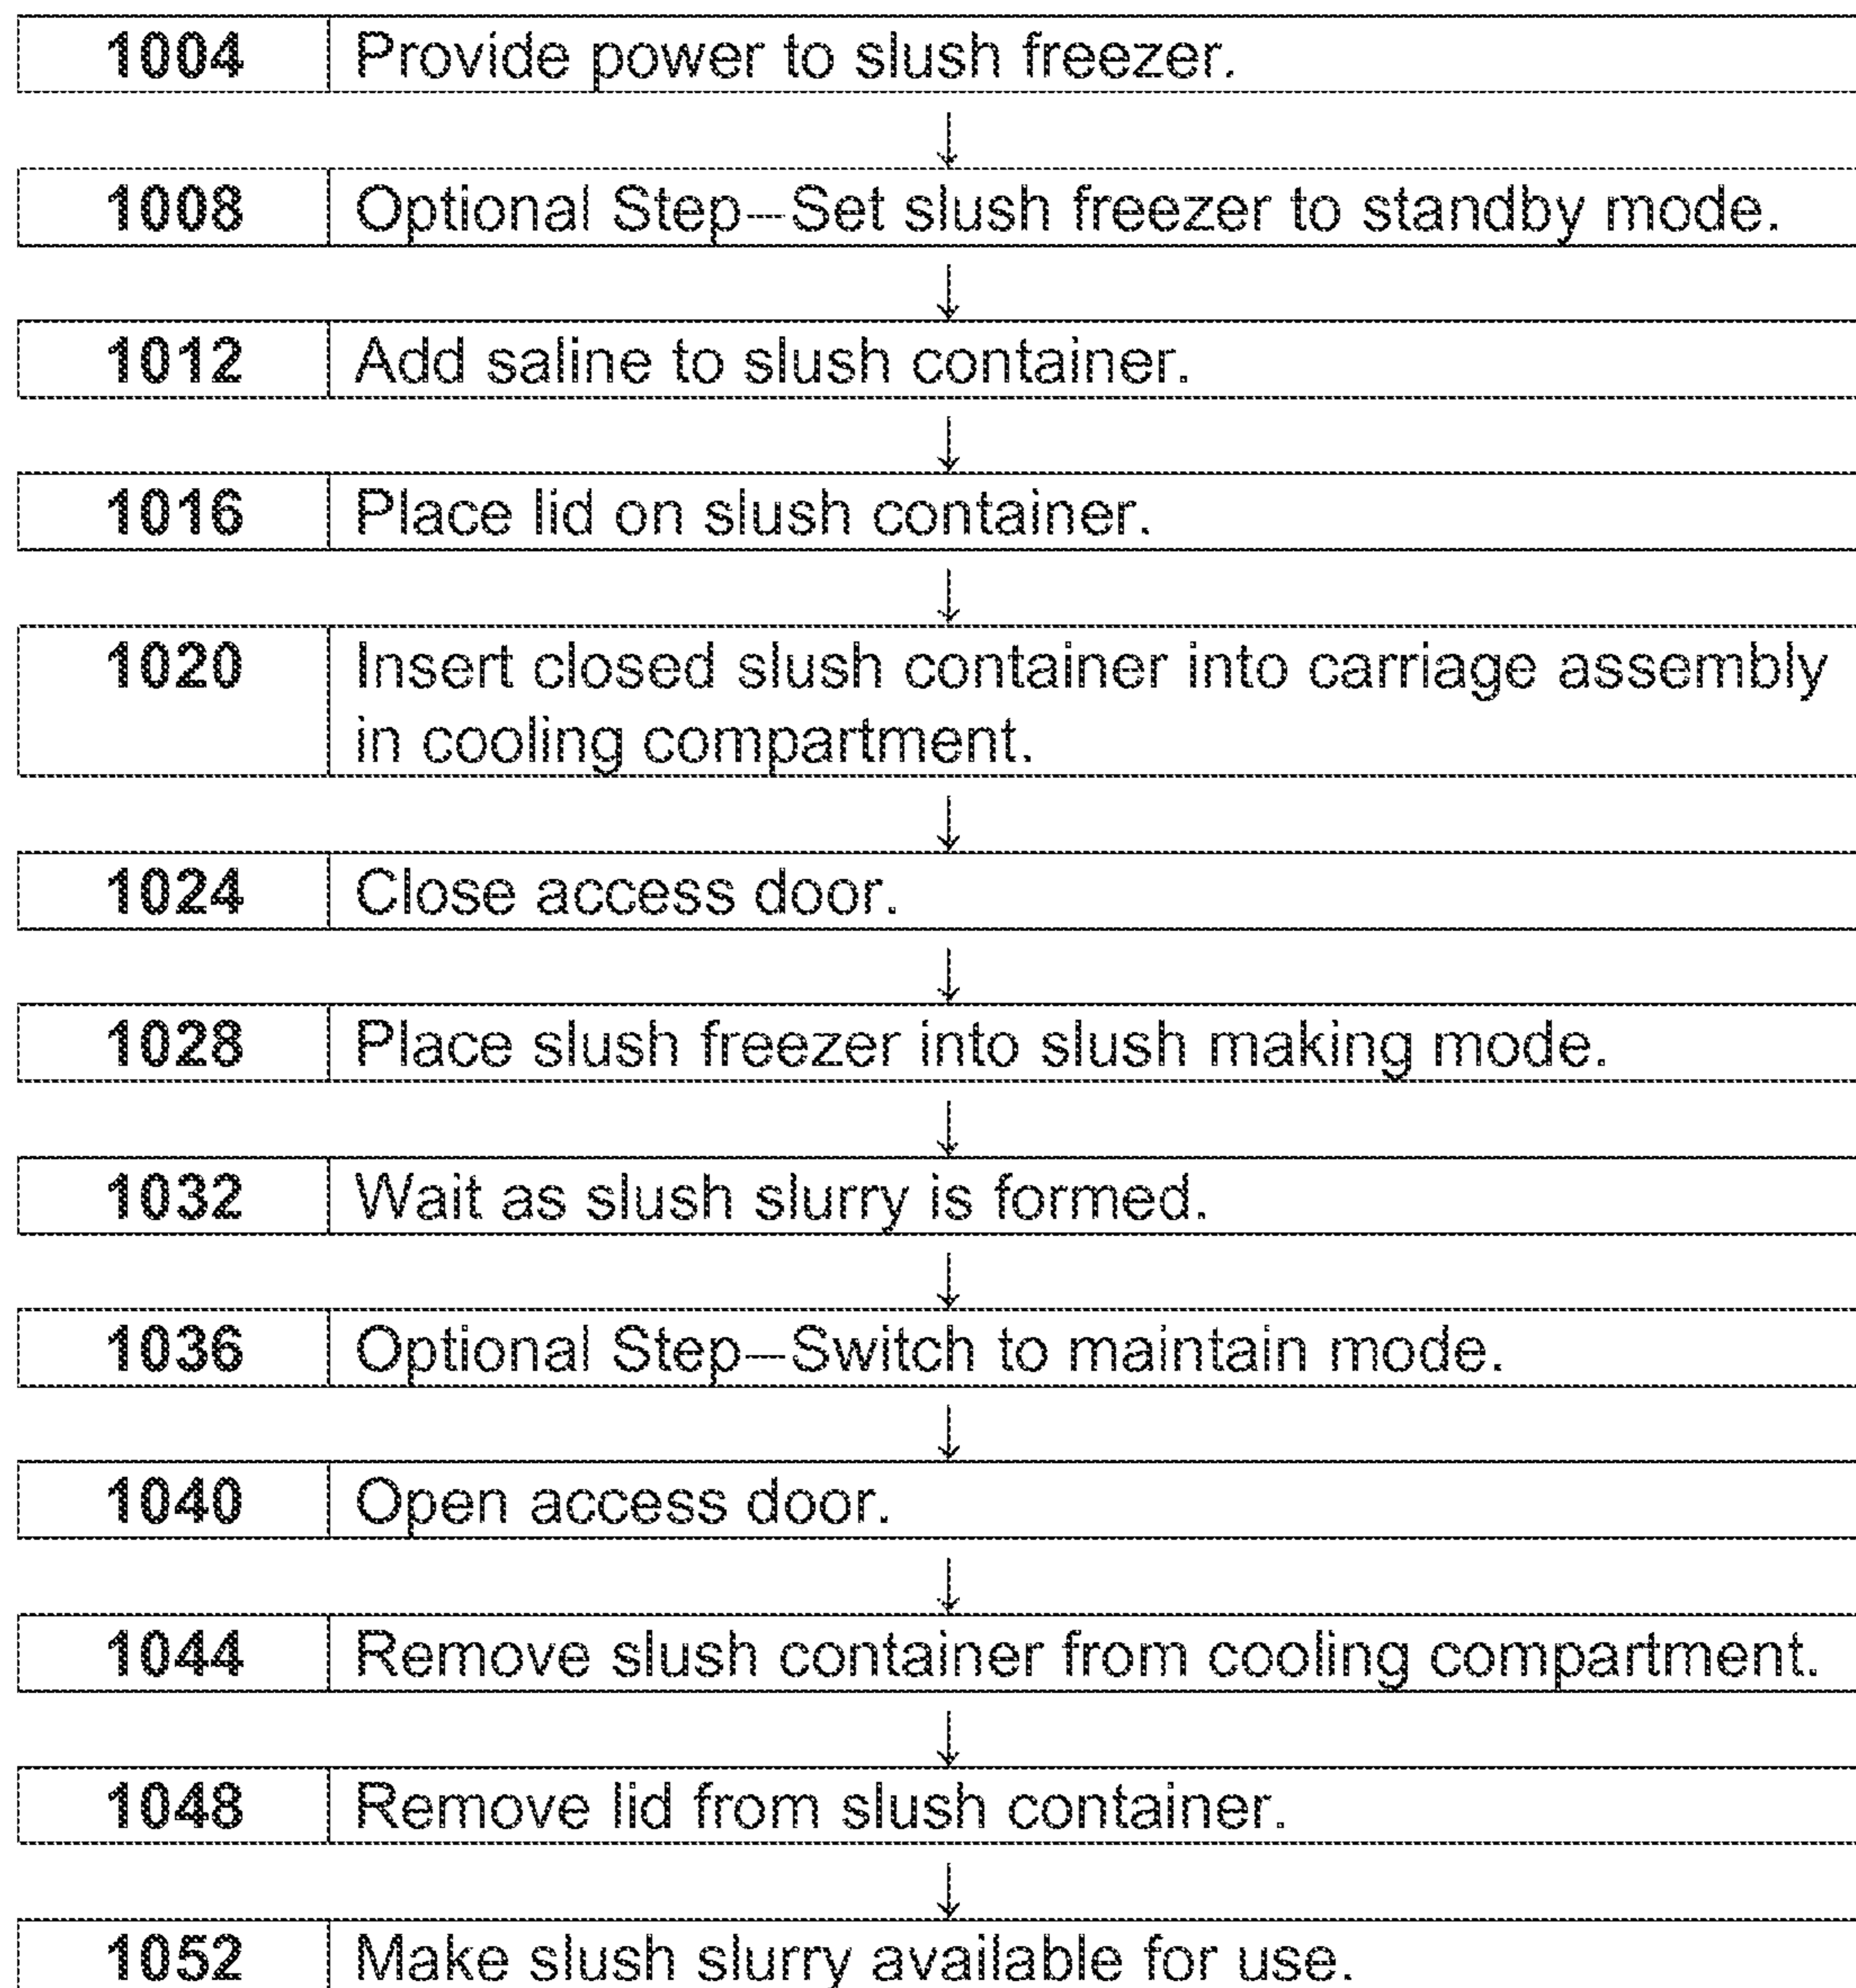 1004 Provide power to slush freezer.
1008 Optional Step—Set slush freezer to standby mode.
1012 Add saline to slush container.
1016 Place lid on slush container.
1020 Insert closed slush container into carriage assembly
in cooling compartment.
1024 Close access door.
1028 Place slush freezer into slush making mode.
1032 Wait as slush slurry is formed.
1036 Optional Step—Switch to maintain mode.
1040 Open access door.
1044 Remove slush container from cooling compartment.
1048 Remove lid from slush container.
1052 Make slush slurry available for use.